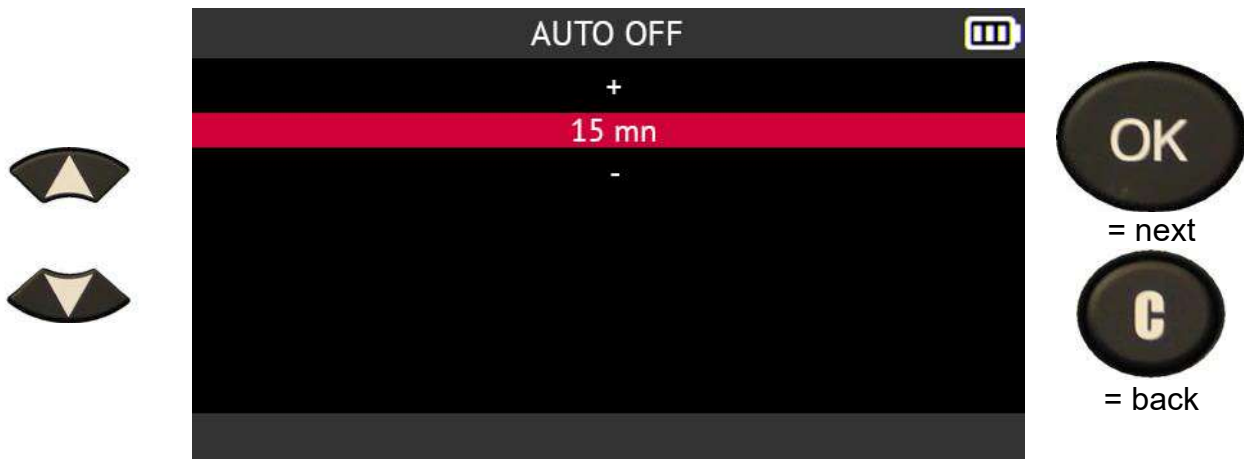 AUTO OFF
+
15 mn
-
OK
= next
C
= back